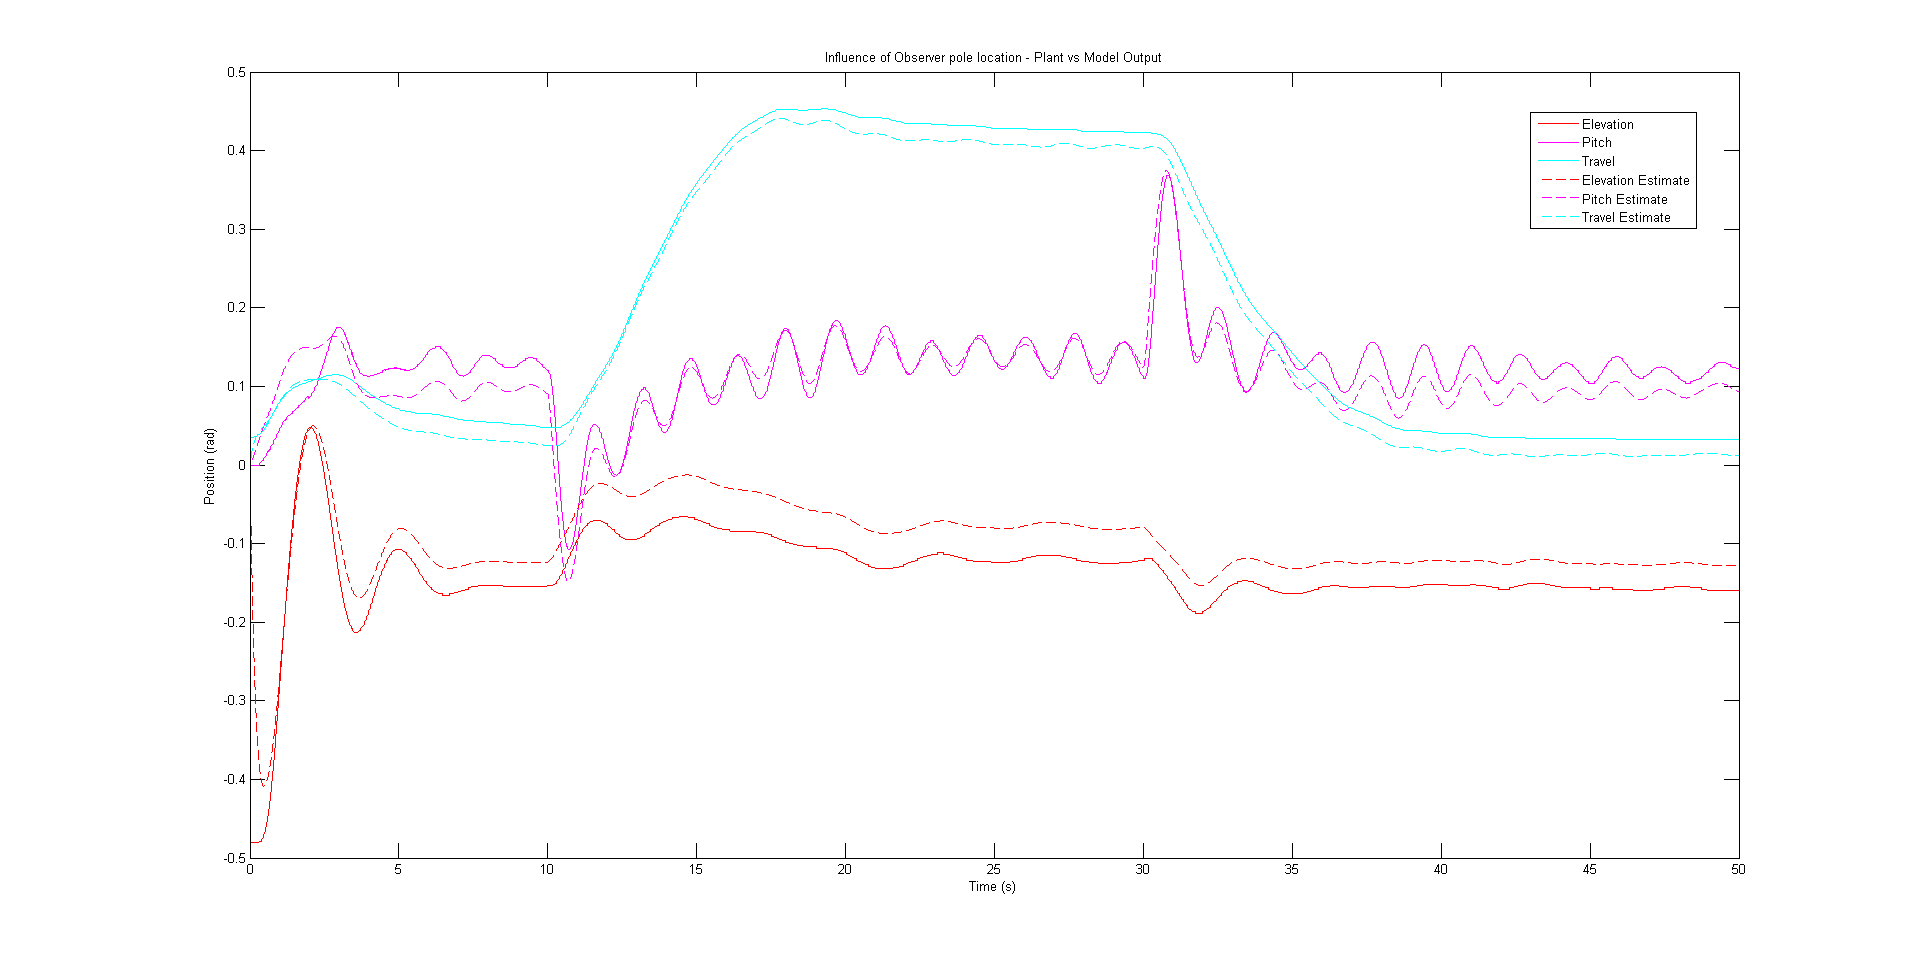 Influence of Observer pole location - Plant vs Model Output
0.5
0.4
0.3
0.2
0.1
0
-0.1
-0.2
-0.3
-0.4
-0.5
Position (rad)
0 5 10 15 20 25 30 35 40 45 50
Time (s)
Elevation
Pitch
Travel
Elevation Estimate
Pitch Estimate
Travel Estimate